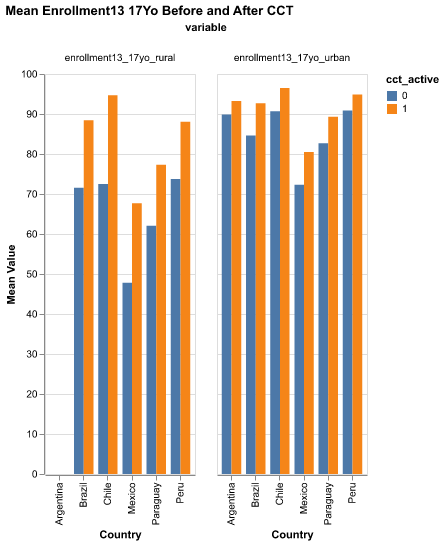 Mean Enrollment13 17Yo Before and After CCT
variable
enrollment13_17yo_rural
enrollment13_17yo_urban
cct_active
0
1
100
90
80
70
60
50
40
30
20
10
0
Mean Value
Argentina
Brazil
Chile
Mexico
Paraguay
Peru
Country
Argentina
Brazil
Chile
Mexico
Paraguay
Peru
Country